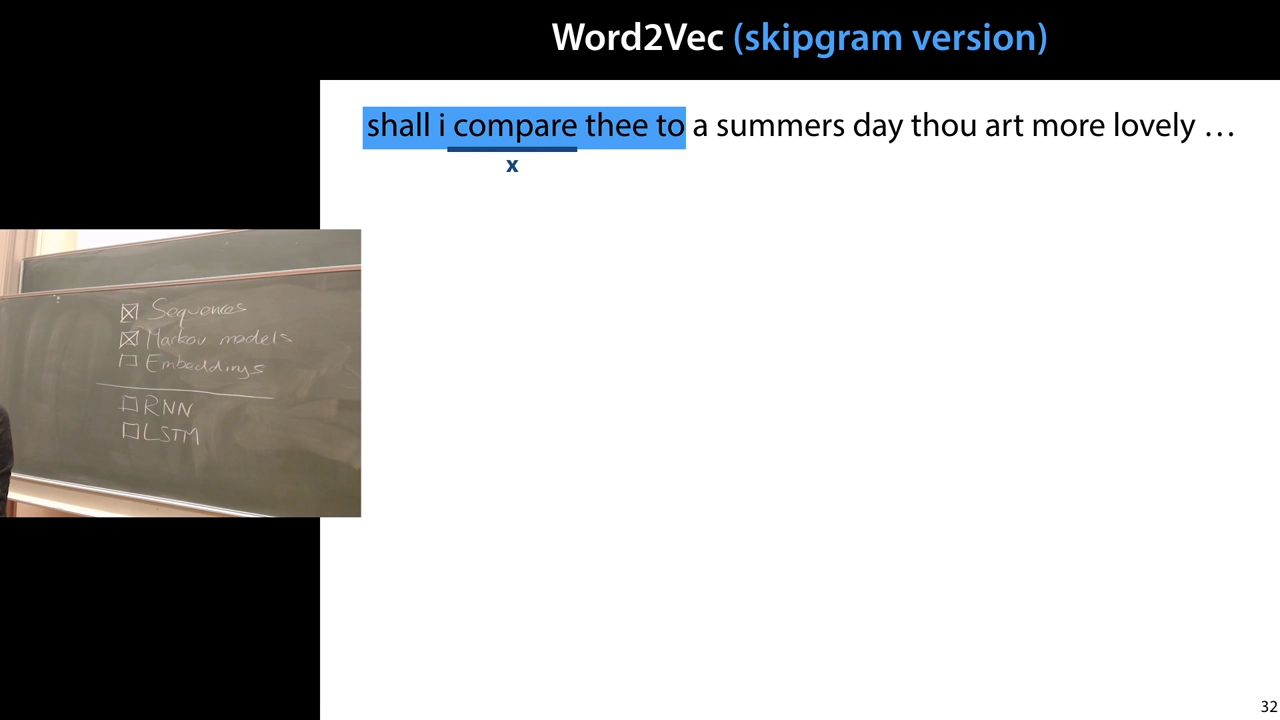 Word2Vec (skipgram version)
shall i compare thee to a summers day thou art more lovely …
x
Sequences
Markov models
Embeddings
RNN
LSTM
32